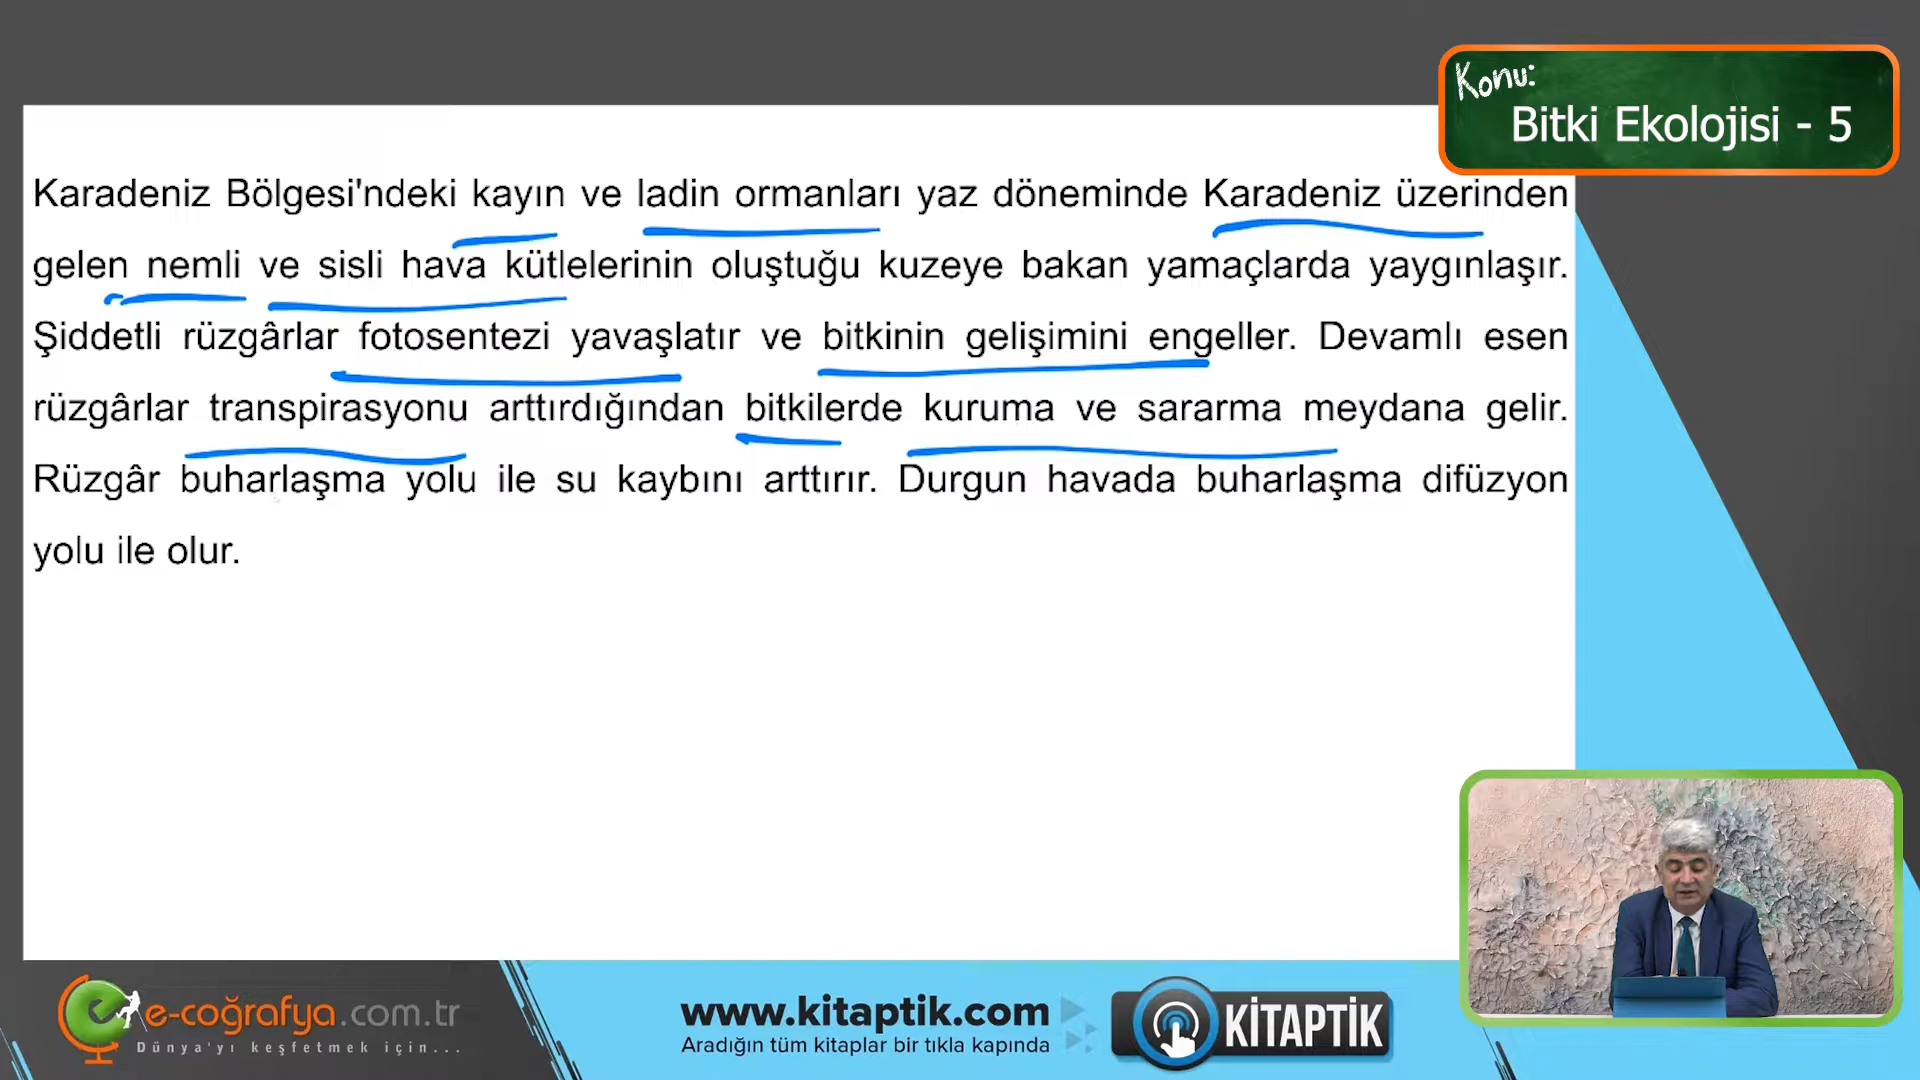 Konu:
Bitki Ekolojisi - 5
Karadeniz Bölgesi'ndeki kayın ve ladin ormanları yaz döneminde Karadeniz üzerinden
gelen nemli ve sisli hava kütlelerinin oluştuğu kuzeye bakan yamaçlarda yaygınlaşır.
Şiddetli rüzgârlar fotosentezi yavaşlatır ve bitkinin gelişimini engeller. Devamlı esen
rüzgârlar transpirasyonu arttırdığından bitkilerde kuruma ve sararma meydana gelir.
Rüzgâr buharlaşma yolu ile su kaybını arttırır. Durgun havada buharlaşma difüzyon
yolu ile olur.
e-coğrafya.com.tr
Dünya'yı keşfetmek için...
www.kitaptik.com
Aradığın tüm kitaplar bir tıkla kapında
KİTAPTİK